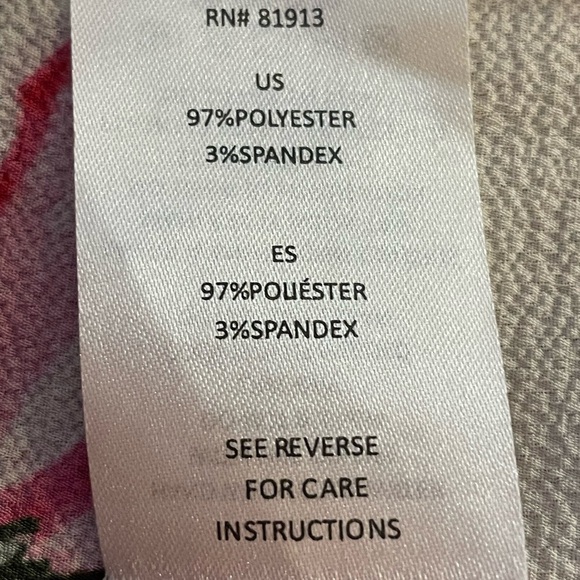 RN# 81913
US
97%POLYESTER
3%SPANDEX
ES
97%POLIÉSTER
3%SPANDEX
SEE REVERSE
FOR CARE
INSTRUCTIONS